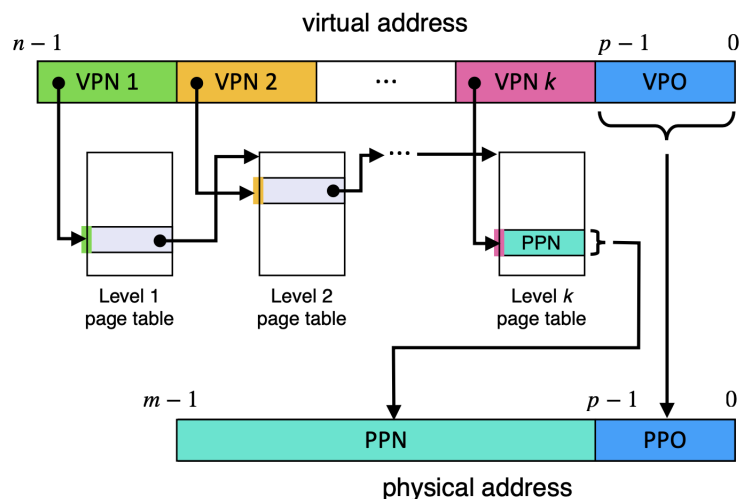 virtual address
n − 1 p − 1 0
VPN 1 VPN 2 ... VPN k VPO
...
PPN
Level 1 Level 2 Level k
page table page table page table
m − 1 p − 1 0
PPN PPO
physical address